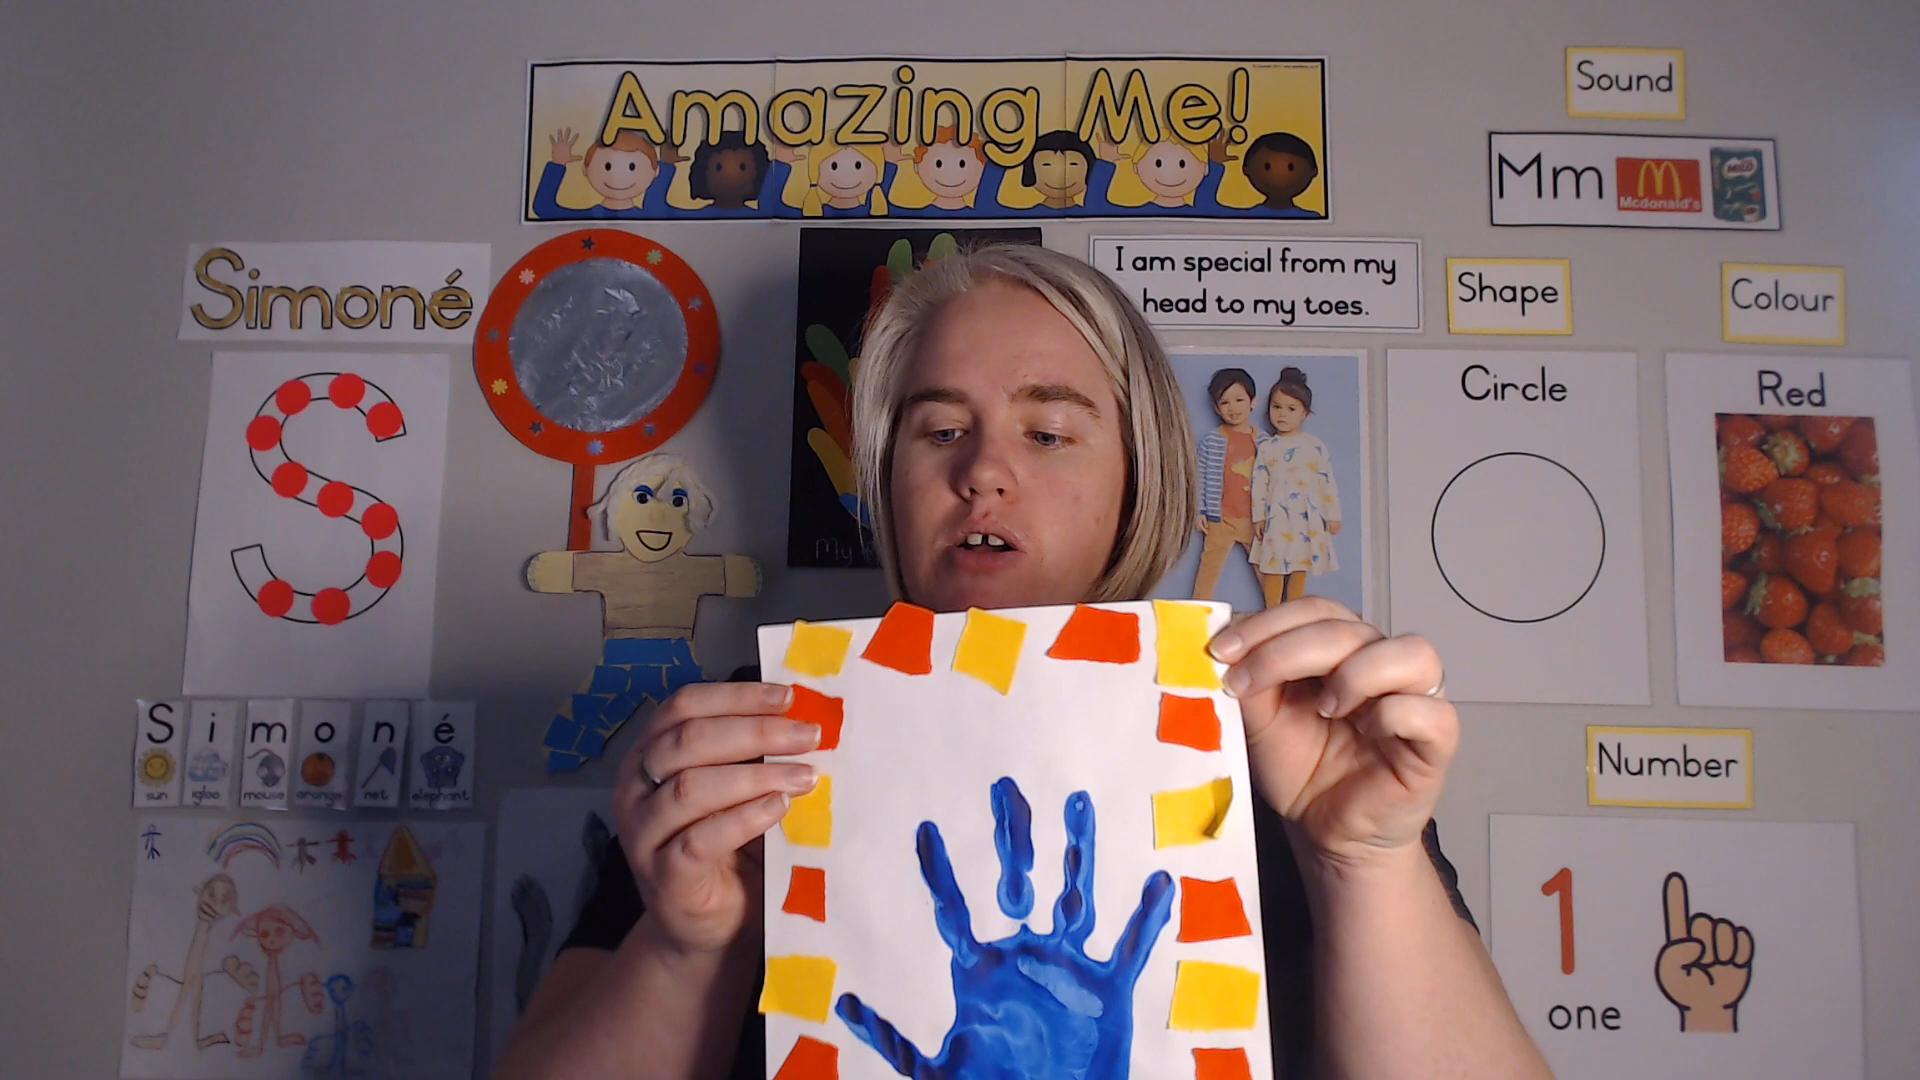 Amazing Me!
Sound
Mm
McDonald's
MILO
Simoné
I am special from my
head to my toes.
Shape
Colour
Circle
Red
S
My
S i m o n é
sun igloo mouse orange net elephant
Number
1
one